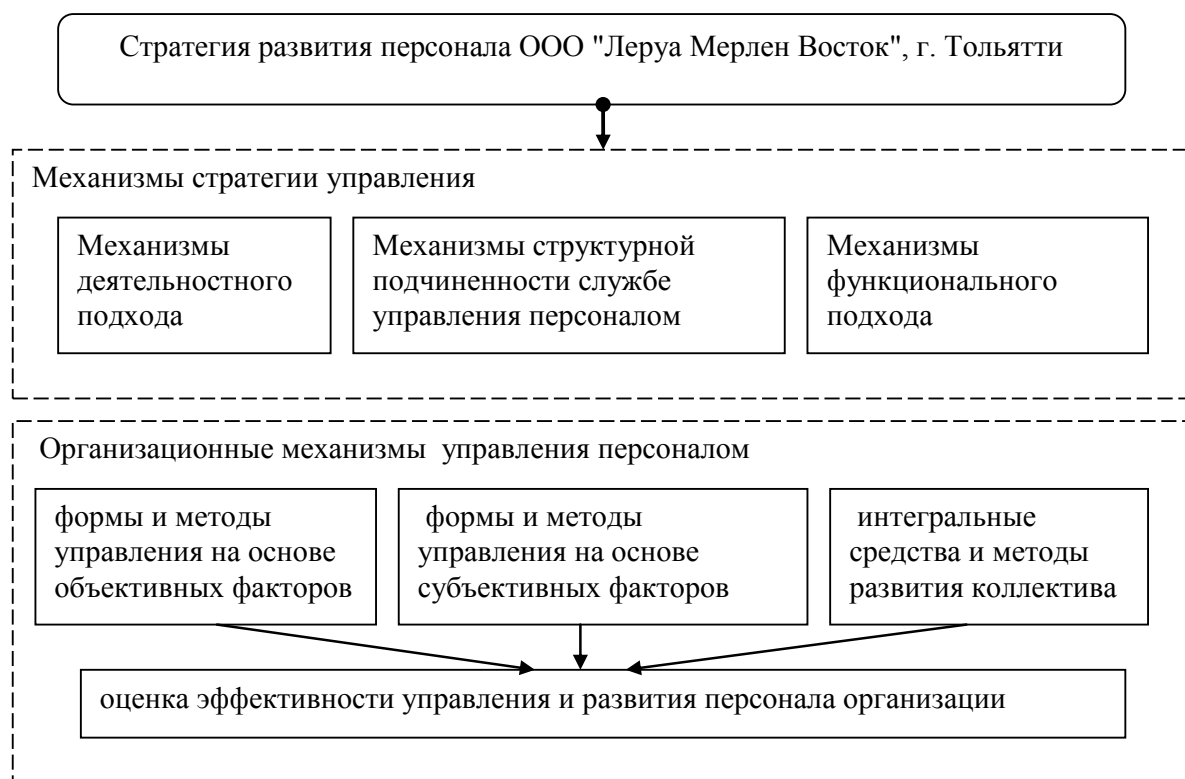 Стратегия развития персонала ООО "Леруа Мерлен Восток", г. Тольятти
Механизмы стратегии управления
Механизмы
деятельностного
подхода
Механизмы структурной
подчиненности службе
управления персоналом
Механизмы
функционального
подхода
Организационные механизмы управления персоналом
формы и методы
управления на основе
объективных факторов
формы и методы
управления на основе
субъективных факторов
интегральные
средства и методы
развития коллектива
оценка эффективности управления и развития персонала организации